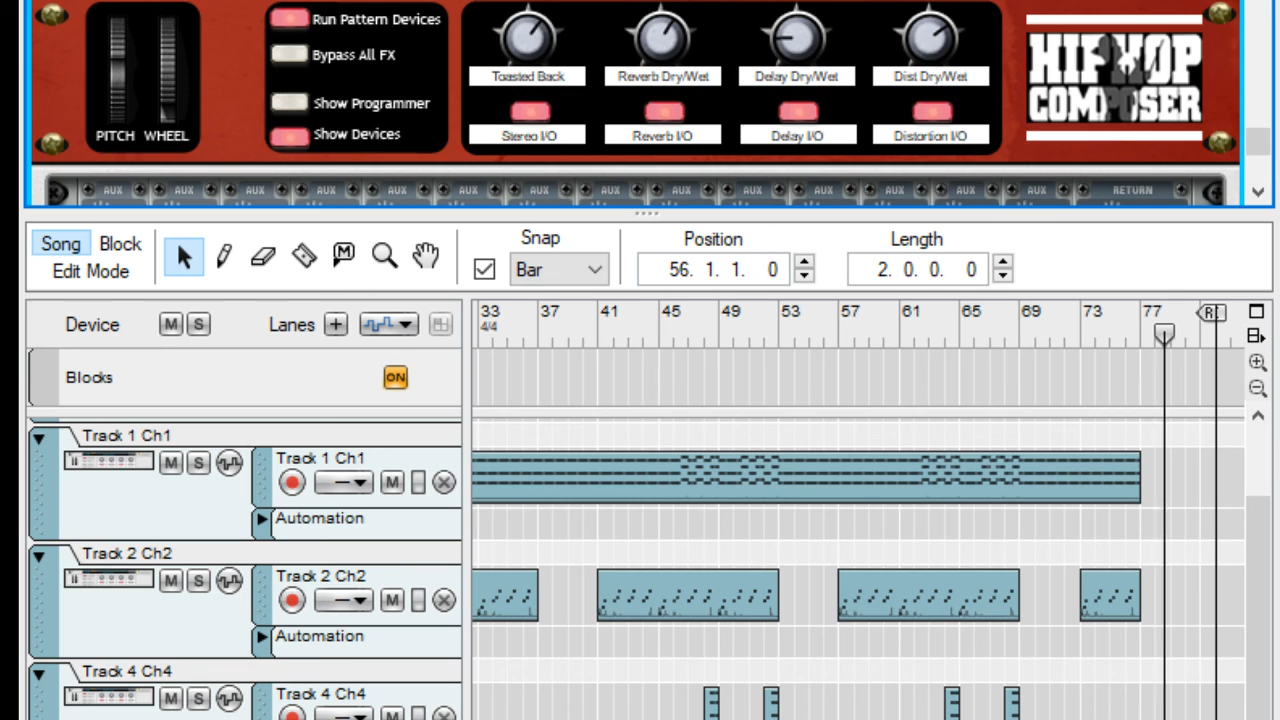 Run Pattern Devices
Bypass All FX
Show Programmer
Show Devices
PITCH WHEEL
Toasted Back Reverb Dry/Wet Delay Dry/Wet Dist Dry/Wet
Stereo I/O Reverb I/O Delay I/O Distortion I/O
HIP HOP
COMPOSER
AUX AUX AUX AUX AUX AUX AUX AUX AUX AUX AUX AUX AUX AUX RETURN
Song Block
Edit Mode
Snap Position Length
Bar 56. 1. 1. 0 2. 0. 0. 0
Device M S Lanes +
33 37 41 45 49 53 57 61 65 69 73 77 R
4/4
Blocks ON
Track 1 Ch1
M S Track 1 Ch1
M
Automation
Track 2 Ch2
M S Track 2 Ch2
M
Automation
Track 4 Ch4
M S Track 4 Ch4
M